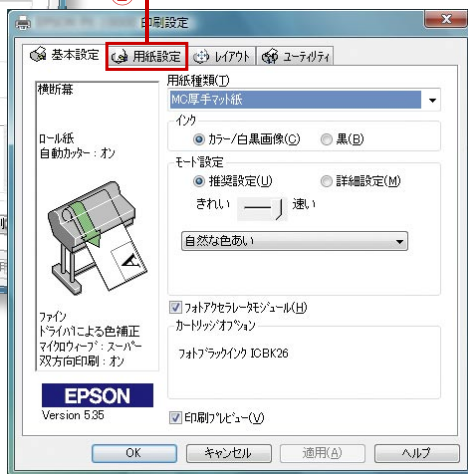 印刷設定
基本設定
用紙設定
レイアウト
ユーティリティ
横断幕
ロール紙
自動カッター：オン
ファイン
ドライバによる色補正
マイクロウィーブ：スーパー
双方向印刷：オン
EPSON
Version 5.35
用紙種類(T)
MC厚手マット紙
インク
カラー/白黒画像(C)
黒(B)
モード設定
推奨設定(U)
詳細設定(M)
きれい
速い
自然な色あい
フォトアクセラレータモジュール(H)
カートリッジオプション
フォトブラックインク ICBK26
印刷プレビュー(V)
OK
キャンセル
適用(A)
ヘルプ